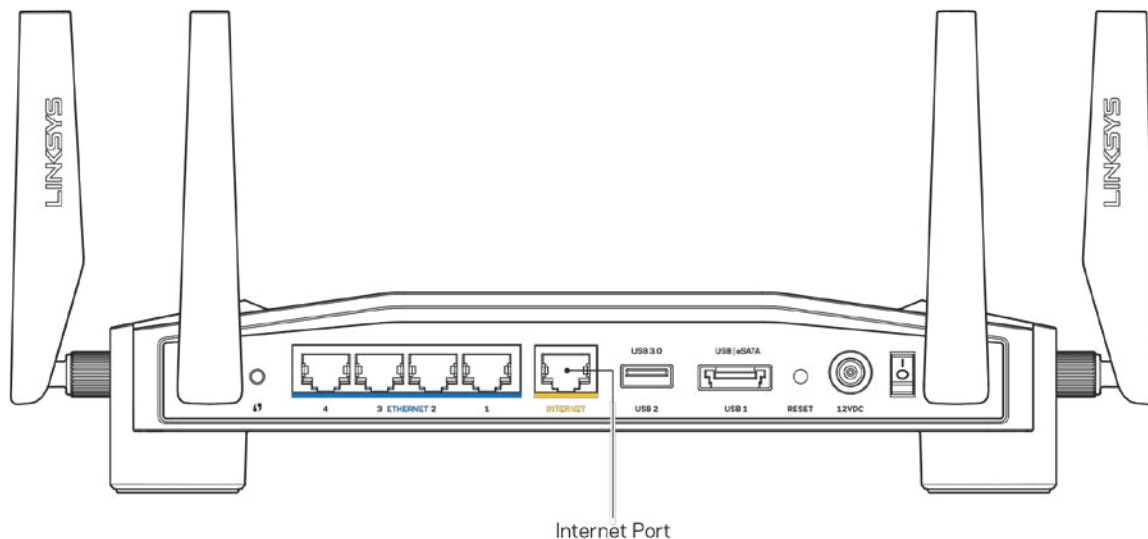 LINKSYS
LINKSYS
USB 3.0
USB | eSATA
4 3 ETHERNET 2 1 INTERNET USB 2 USB 1 RESET 12VDC
Internet Port